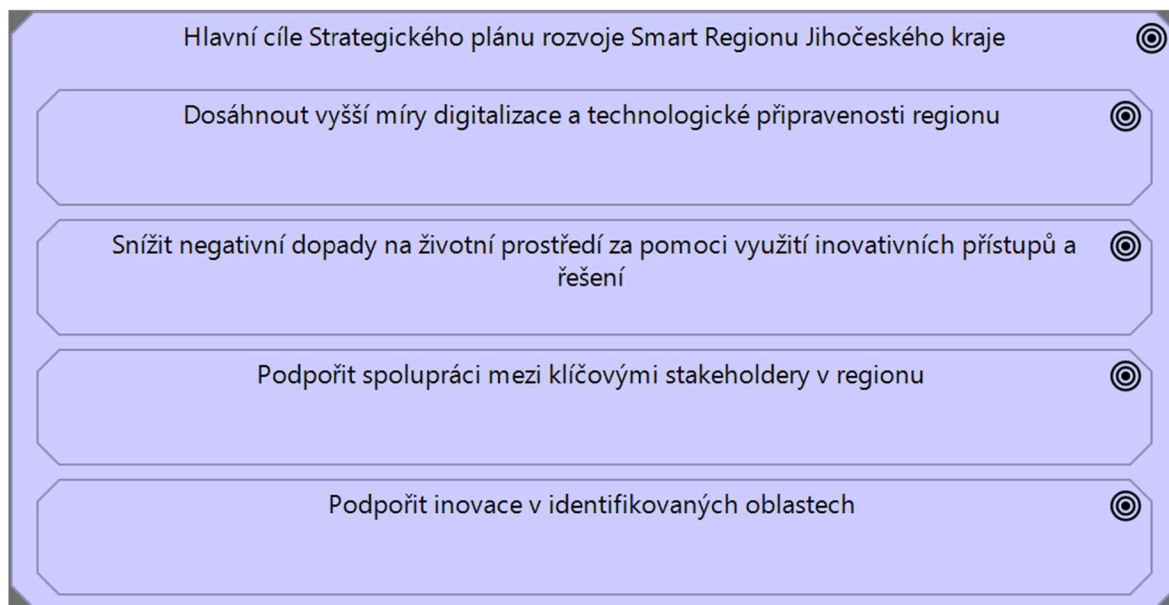 Hlavní cíle Strategického plánu rozvoje Smart Regionu Jihočeského kraje
Dosáhnout vyšší míry digitalizace a technologické připravenosti regionu
Snížit negativní dopady na životní prostředí za pomoci využití inovativních přístupů a
řešení
Podpořit spolupráci mezi klíčovými stakeholdery v regionu
Podpořit inovace v identifikovaných oblastech